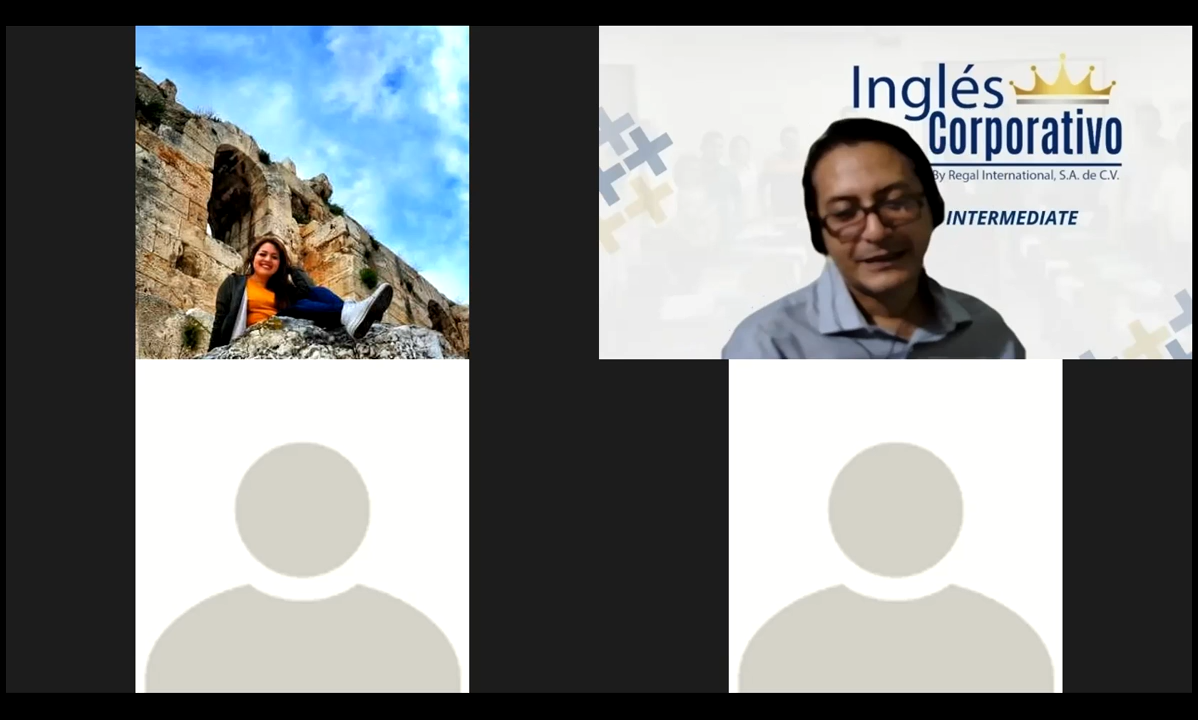 Inglés
Corporativo
By Regal International, S.A. de C.V.
INTERMEDIATE